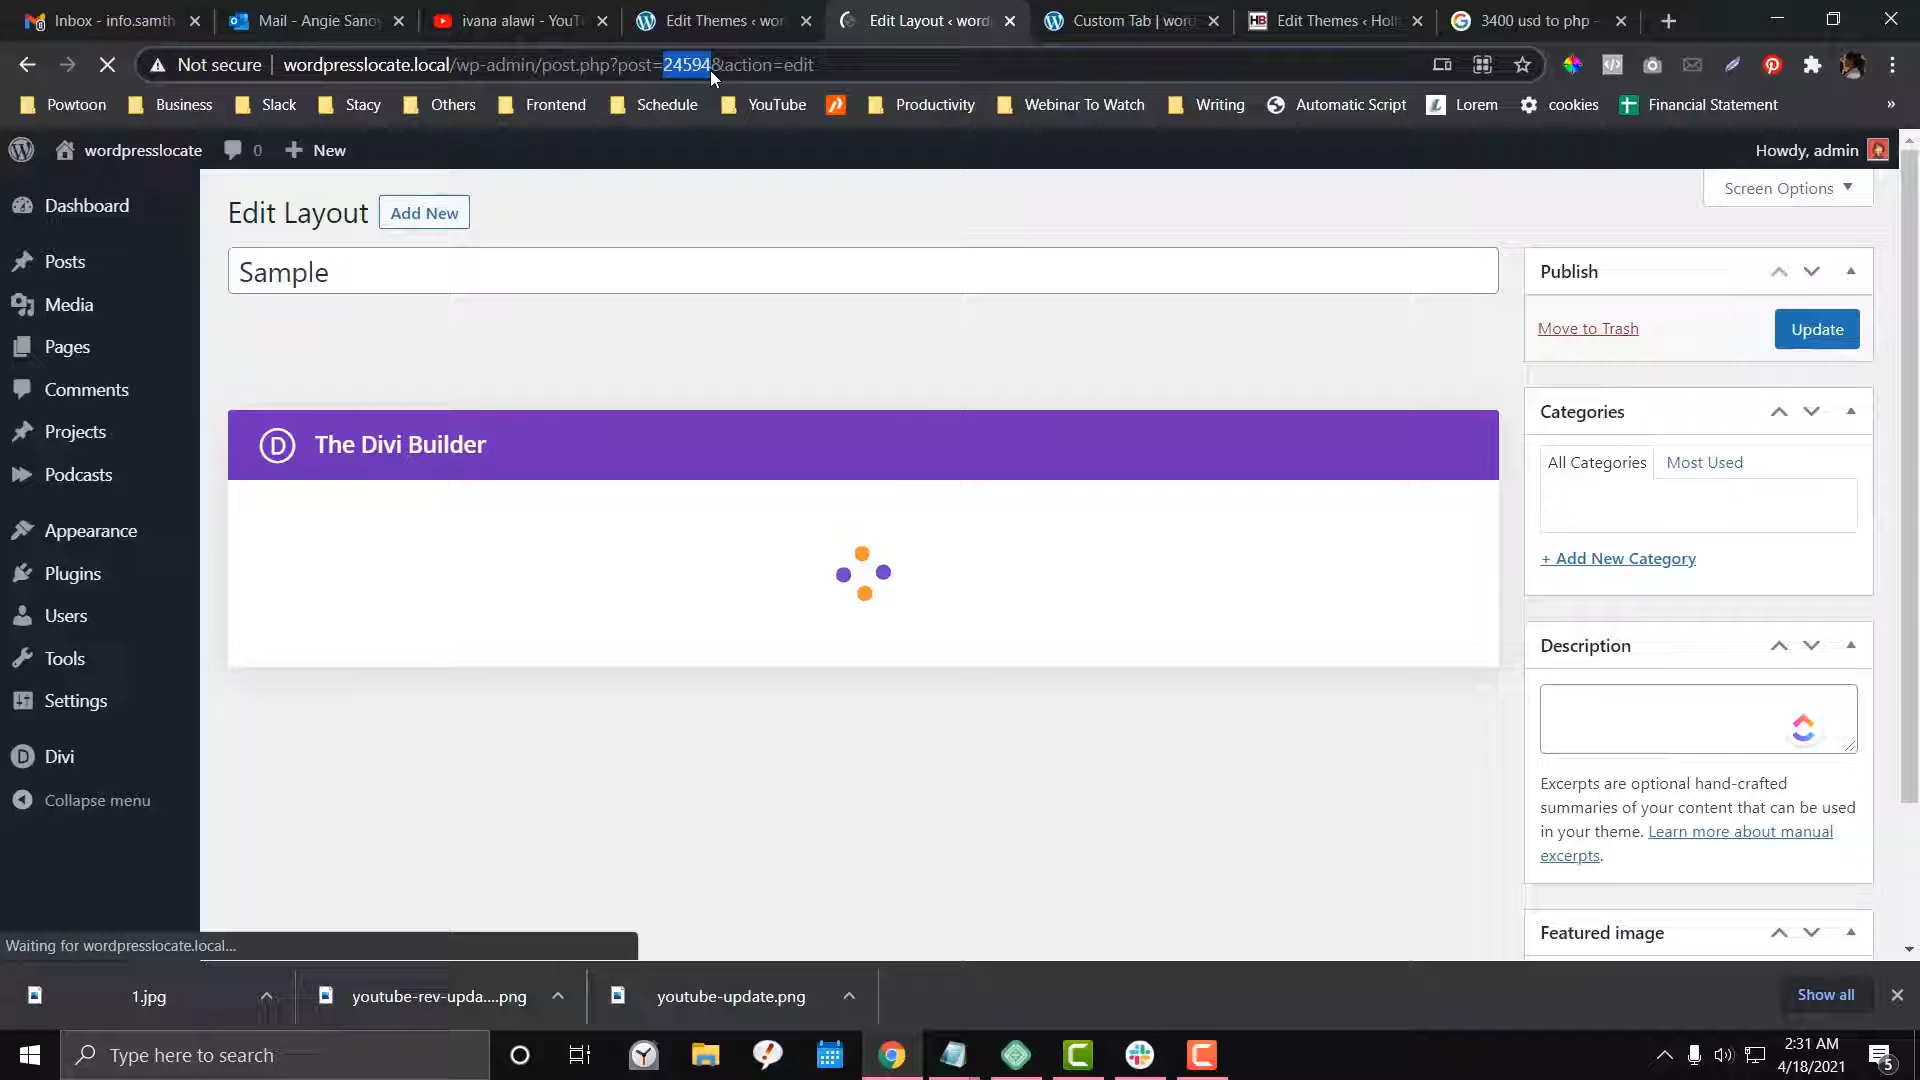 Inbox - info.samth
Mail - Angie Sano
ivana alawi - YouT
Edit Themes ‹ wor
Edit Layout ‹ word
Custom Tab | wor
HB Edit Themes ‹ Holl
3400 usd to php -
Not secure
wordpresslocate.local/wp-admin/post.php?post=24594&action=edit
Powtoon Business Slack Stacy Others Frontend Schedule YouTube Productivity Webinar To Watch Writing Automatic Script Lorem cookies Financial Statement »
wordpresslocate 0 New Howdy, admin
Dashboard
Posts
Media
Pages
Comments
Projects
Podcasts
Appearance
Plugins
Users
Tools
Settings
Divi
Collapse menu
Screen Options
Edit Layout Add New
Sample
D The Divi Builder
Publish
Move to Trash Update
Categories
All Categories Most Used
+ Add New Category
Description
Excerpts are optional hand-crafted
summaries of your content that can be used
in your theme. Learn more about manual
excerpts.
Featured image
Waiting for wordpresslocate.local...
1.jpg youtube-rev-upda....png youtube-update.png Show all
Type here to search
2:31 AM
4/18/2021
5